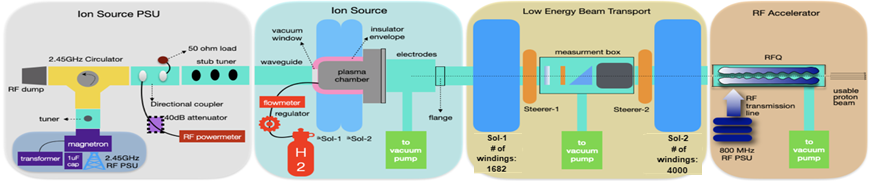 Ion Source PSU
2.45GHz Circulator
50 ohm load
stub tuner
RF dump
tuner
Directional coupler
40dB attenuator
RF powermeter
magnetron
transformer
1uF
cap
2.45GHz
RF PSU
Ion Source
vacuum
window
insulator
envelope
waveguide
plasma
chamber
electrodes
flowmeter
regulator
H
2
isSol-1
isSol-2
flange
to
vacuum
pump
Low Energy Beam Transport
measurment box
Steerer-1
Steerer-2
Sol-1
# of
windings:
1682
to
vacuum
pump
Sol-2
# of
windings:
4000
RF Accelerator
RFQ
RF
transmission
line
usable
proton
beam
800 MHz
RF PSU
to
vacuum
pump